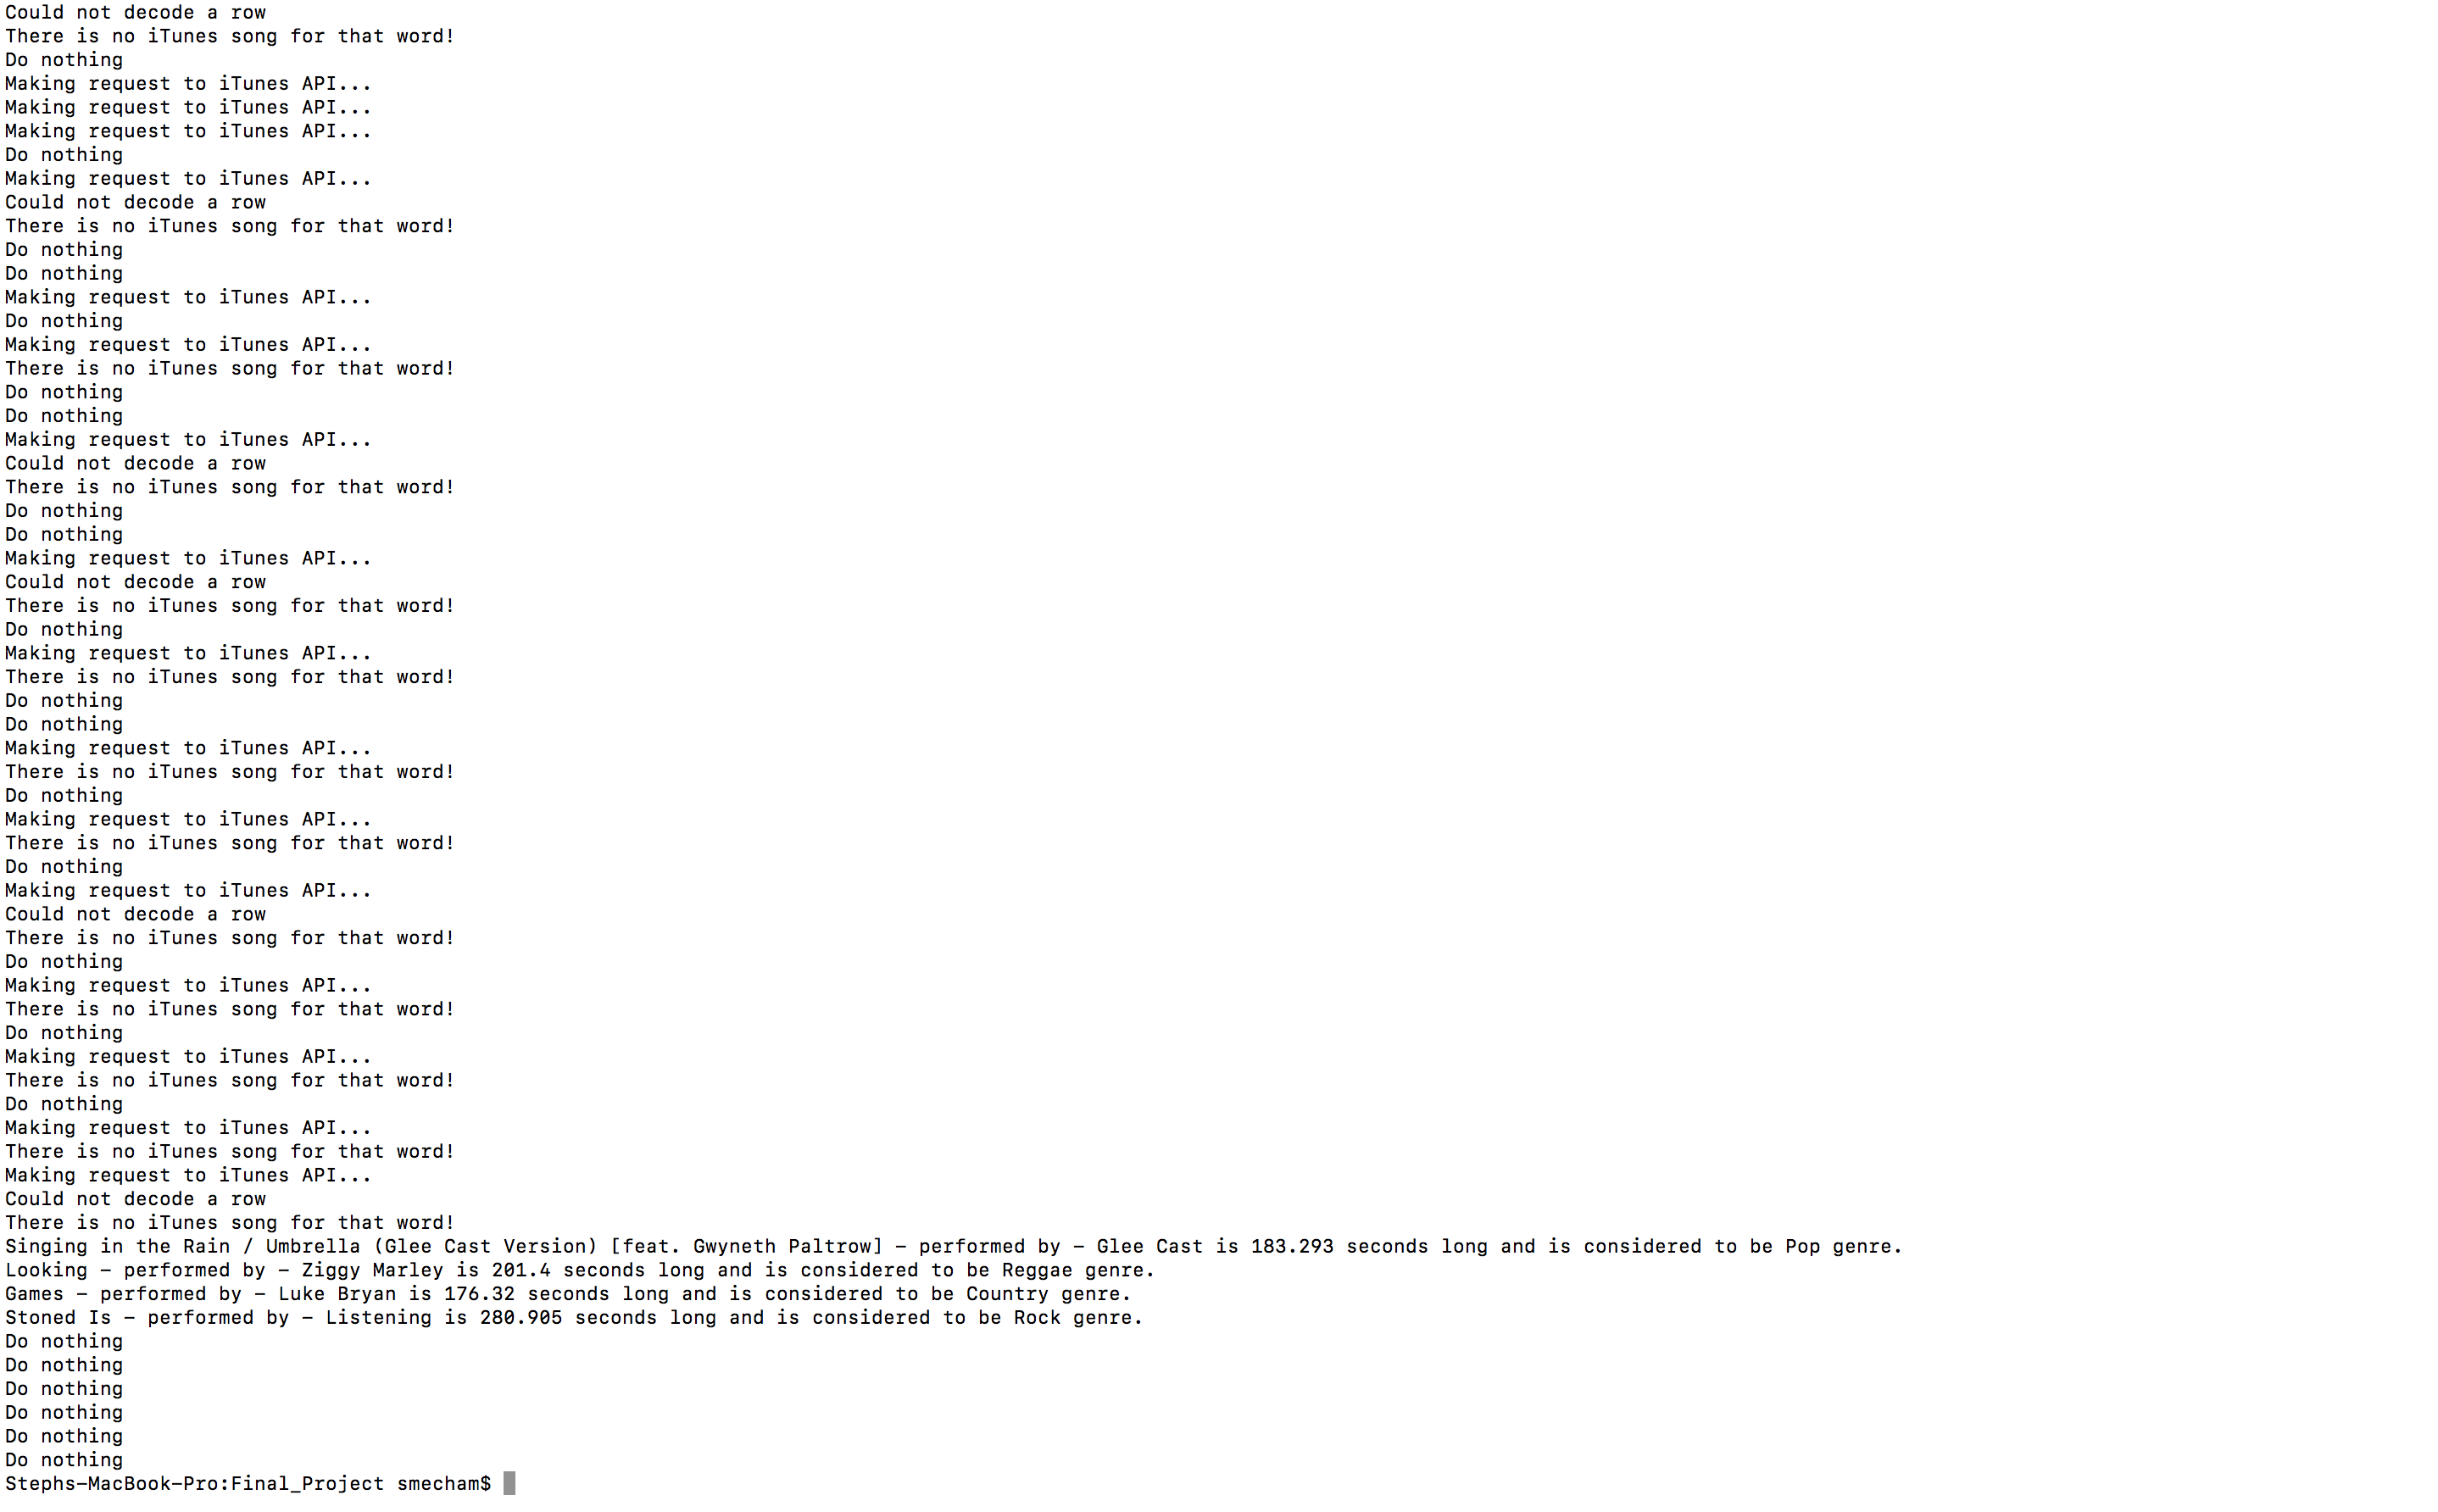 Could not decode a row
There is no iTunes song for that word!
Do nothing
Making request to iTunes API...
Making request to iTunes API...
Making request to iTunes API...
Do nothing
Making request to iTunes API...
Could not decode a row
There is no iTunes song for that word!
Do nothing
Do nothing
Making request to iTunes API...
Do nothing
Making request to iTunes API...
There is no iTunes song for that word!
Do nothing
Do nothing
Making request to iTunes API...
Could not decode a row
There is no iTunes song for that word!
Do nothing
Do nothing
Making request to iTunes API...
Could not decode a row
There is no iTunes song for that word!
Do nothing
Making request to iTunes API...
There is no iTunes song for that word!
Do nothing
Do nothing
Making request to iTunes API...
There is no iTunes song for that word!
Do nothing
Making request to iTunes API...
There is no iTunes song for that word!
Do nothing
Making request to iTunes API...
Could not decode a row
There is no iTunes song for that word!
Do nothing
Making request to iTunes API...
There is no iTunes song for that word!
Do nothing
Making request to iTunes API...
There is no iTunes song for that word!
Do nothing
Making request to iTunes API...
There is no iTunes song for that word!
Making request to iTunes API...
Could not decode a row
There is no iTunes song for that word!
Singing in the Rain / Umbrella (Glee Cast Version) [feat. Gwyneth Paltrow] - performed by - Glee Cast is 183.293 seconds long and is considered to be Pop genre.
Looking - performed by - Ziggy Marley is 201.4 seconds long and is considered to be Reggae genre.
Games - performed by - Luke Bryan is 176.32 seconds long and is considered to be Country genre.
Stoned Is - performed by - Listening is 280.905 seconds long and is considered to be Rock genre.
Do nothing
Do nothing
Do nothing
Do nothing
Do nothing
Do nothing
Stephs-MacBook-Pro:Final_Project smecham$